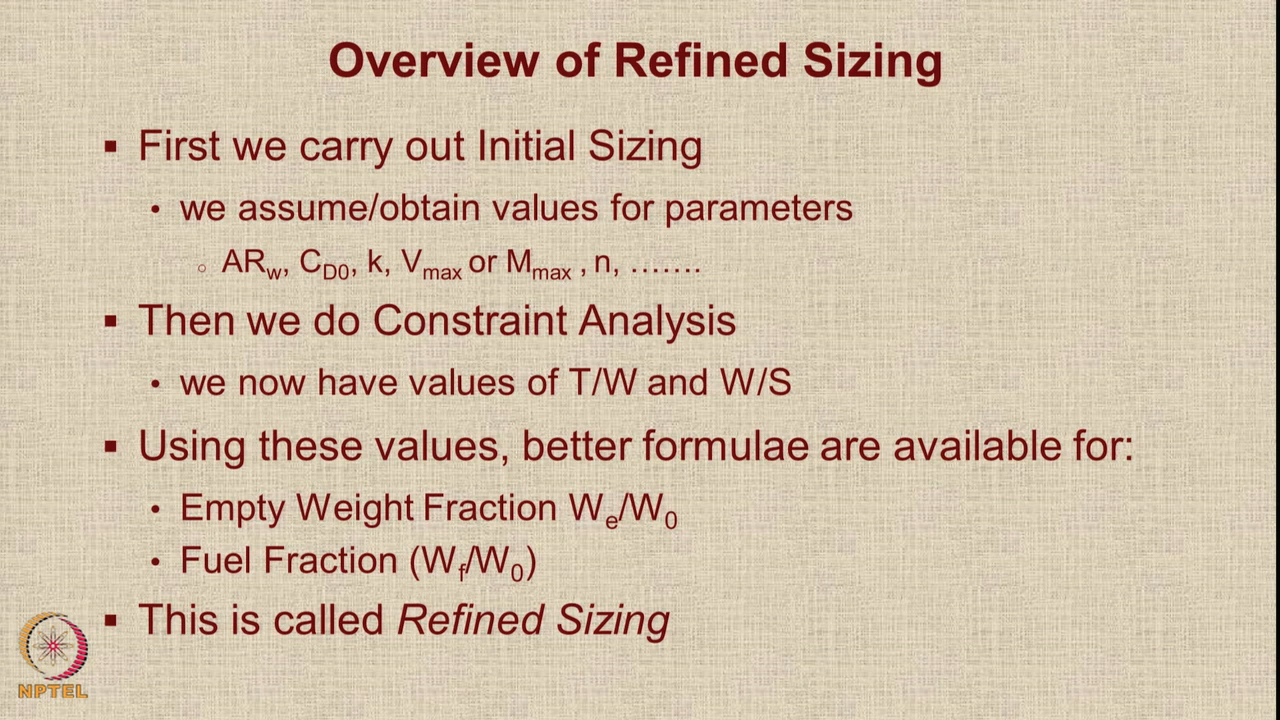 Overview of Refined Sizing
▪ First we carry out Initial Sizing
• we assume/obtain values for parameters
○ ARw, CD0, k, Vmax or Mmax , n, …….
▪ Then we do Constraint Analysis
• we now have values of T/W and W/S
▪ Using these values, better formulae are available for:
• Empty Weight Fraction We/W0
• Fuel Fraction (Wf/W0)
▪ This is called Refined Sizing
NPTEL